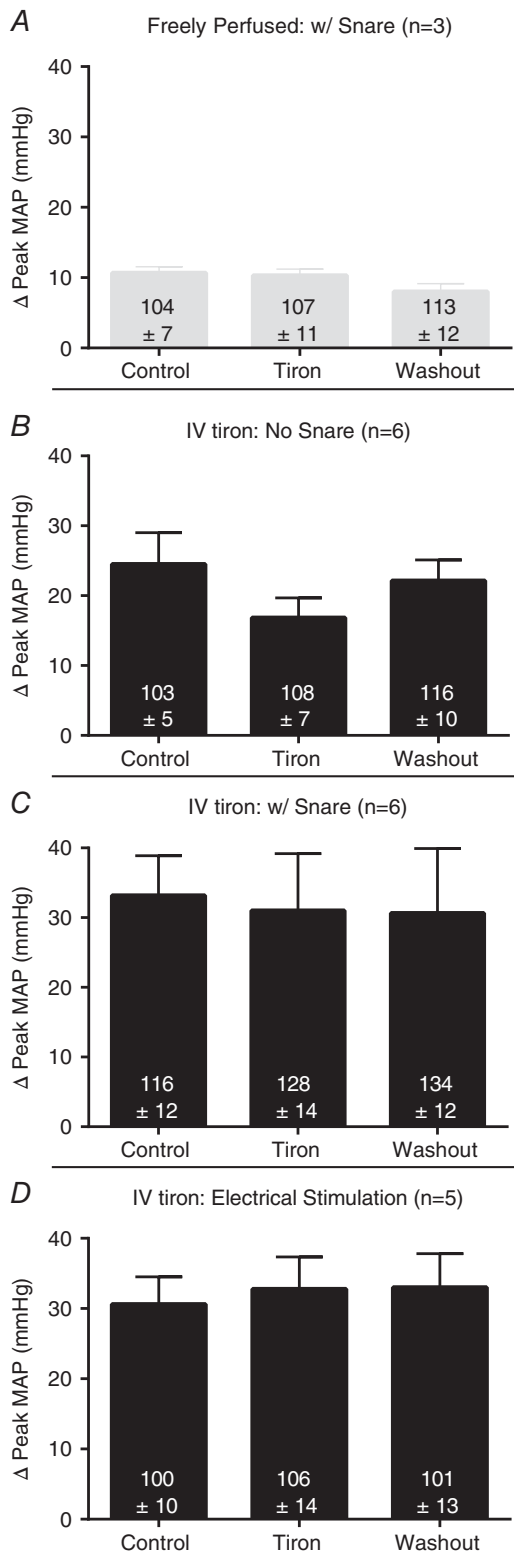 A
Freely Perfused: w/ Snare (n=3)
Δ Peak MAP (mmHg)
40
30
20
10
0
104
± 7
107
± 11
113
± 12
Control Tiron Washout
B
IV tiron: No Snare (n=6)
Δ Peak MAP (mmHg)
40
30
20
10
0
103
± 5
108
± 7
116
± 10
Control Tiron Washout
C
IV tiron: w/ Snare (n=6)
Δ Peak MAP (mmHg)
40
30
20
10
0
116
± 12
128
± 14
134
± 12
Control Tiron Washout
D
IV tiron: Electrical Stimulation (n=5)
Δ Peak MAP (mmHg)
40
30
20
10
0
100
± 10
106
± 14
101
± 13
Control Tiron Washout